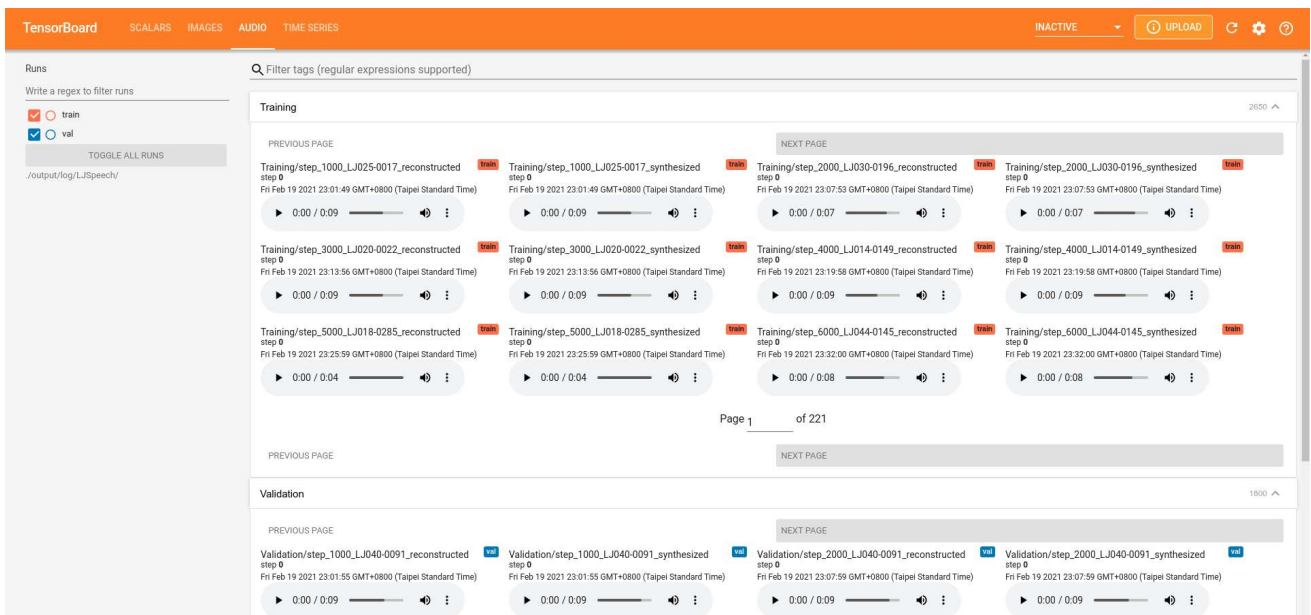 TensorBoard SCALARS IMAGES AUDIO TIME SERIES INACTIVE UPLOAD
Runs
Write a regex to filter runs
train
val
TOGGLE ALL RUNS
./output/log/LJSpeech/
Filter tags (regular expressions supported)
Training 2650
PREVIOUS PAGE NEXT PAGE
Training/step_1000_LJ025-0017_reconstructed train Training/step_1000_LJ025-0017_synthesized train Training/step_2000_LJ030-0196_reconstructed train Training/step_2000_LJ030-0196_synthesized train
step 0 step 0 step 0 step 0
Fri Feb 19 2021 23:01:49 GMT+0800 (Taipei Standard Time) Fri Feb 19 2021 23:01:49 GMT+0800 (Taipei Standard Time) Fri Feb 19 2021 23:07:53 GMT+0800 (Taipei Standard Time) Fri Feb 19 2021 23:07:53 GMT+0800 (Taipei Standard Time)
0:00 / 0:09 0:00 / 0:09 0:00 / 0:07 0:00 / 0:07
Training/step_3000_LJ020-0022_reconstructed train Training/step_3000_LJ020-0022_synthesized train Training/step_4000_LJ014-0149_reconstructed train Training/step_4000_LJ014-0149_synthesized train
step 0 step 0 step 0 step 0
Fri Feb 19 2021 23:13:56 GMT+0800 (Taipei Standard Time) Fri Feb 19 2021 23:13:56 GMT+0800 (Taipei Standard Time) Fri Feb 19 2021 23:19:58 GMT+0800 (Taipei Standard Time) Fri Feb 19 2021 23:19:58 GMT+0800 (Taipei Standard Time)
0:00 / 0:09 0:00 / 0:09 0:00 / 0:09 0:00 / 0:09
Training/step_5000_LJ018-0285_reconstructed train Training/step_5000_LJ018-0285_synthesized train Training/step_6000_LJ044-0145_reconstructed train Training/step_6000_LJ044-0145_synthesized train
step 0 step 0 step 0 step 0
Fri Feb 19 2021 23:25:59 GMT+0800 (Taipei Standard Time) Fri Feb 19 2021 23:25:59 GMT+0800 (Taipei Standard Time) Fri Feb 19 2021 23:32:00 GMT+0800 (Taipei Standard Time) Fri Feb 19 2021 23:32:00 GMT+0800 (Taipei Standard Time)
0:00 / 0:04 0:00 / 0:04 0:00 / 0:08 0:00 / 0:08
Page 1 of 221
PREVIOUS PAGE NEXT PAGE
Validation 1800
PREVIOUS PAGE NEXT PAGE
Validation/step_1000_LJ040-0091_reconstructed val Validation/step_1000_LJ040-0091_synthesized val Validation/step_2000_LJ040-0091_reconstructed val Validation/step_2000_LJ040-0091_synthesized val
step 0 step 0 step 0 step 0
Fri Feb 19 2021 23:01:55 GMT+0800 (Taipei Standard Time) Fri Feb 19 2021 23:01:55 GMT+0800 (Taipei Standard Time) Fri Feb 19 2021 23:07:59 GMT+0800 (Taipei Standard Time) Fri Feb 19 2021 23:07:59 GMT+0800 (Taipei Standard Time)
0:00 / 0:09 0:00 / 0:09 0:00 / 0:09 0:00 / 0:09